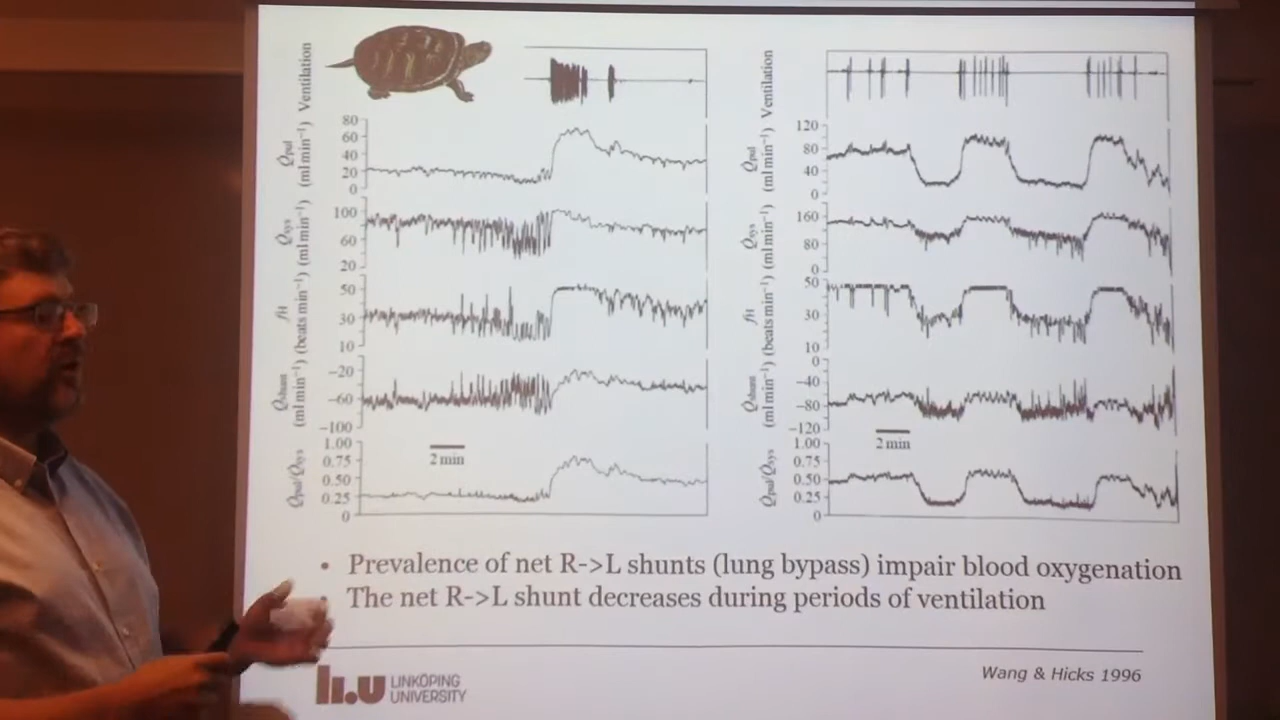 Ventilation
80
60
40
20
0
Q̇pul
(ml min⁻¹)
100
60
20
Q̇sys
(ml min⁻¹)
50
30
10
fH
(beats min⁻¹)
−20
−60
−100
Q̇shunt
(ml min⁻¹)
1.00
0.75
0.50
0.25
0
Q̇pul/Q̇sys
2 min
Ventilation
120
80
40
0
Q̇pul
(ml min⁻¹)
160
80
0
Q̇sys
(ml min⁻¹)
50
30
10
fH
(beats min⁻¹)
0
−40
−80
−120
Q̇shunt
(ml min⁻¹)
1.00
0.75
0.50
0.25
0
Q̇pul/Q̇sys
2 min
• Prevalence of net R->L shunts (lung bypass) impair blood oxygenation
• The net R->L shunt decreases during periods of ventilation
LIU LINKÖPING
UNIVERSITY
Wang & Hicks 1996